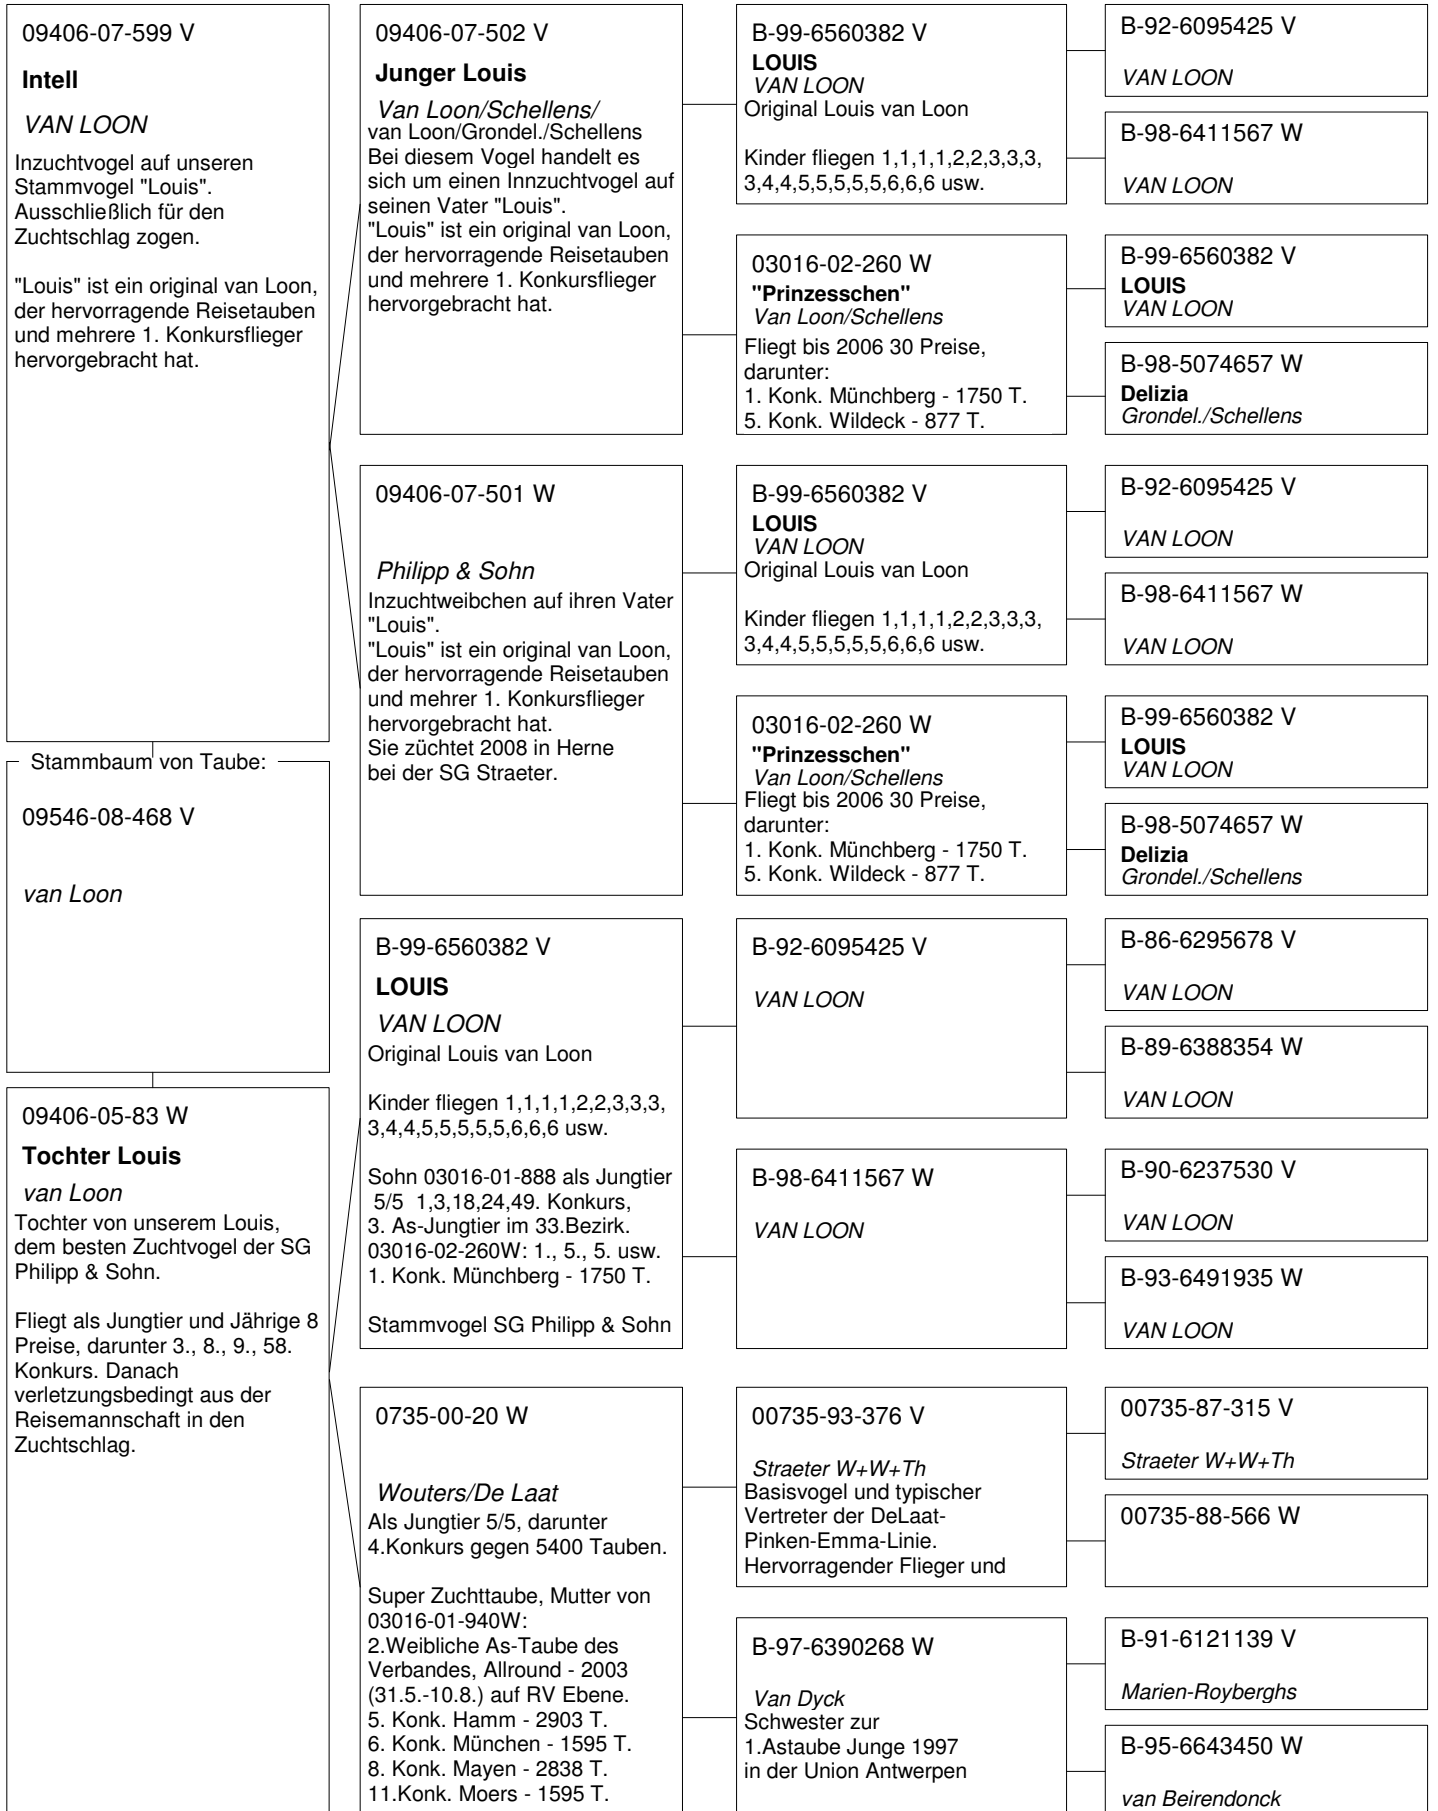 09406-07-599 V
Intell
VAN LOON
Inzuchtvogel auf unseren
Stammvogel "Louis".
Ausschließlich für den
Zuchtschlag zogen.
"Louis" ist ein original van Loon,
der hervorragende Reisetauben
und mehrere 1. Konkursflieger
hervorgebracht hat.
Stammbaum von Taube:
09546-08-468 V
van Loon
09406-05-83 W
Tochter Louis
van Loon
Tochter von unserem Louis,
dem besten Zuchtvogel der SG
Philipp & Sohn.
Fliegt als Jungtier und Jährige 8
Preise, darunter 3., 8., 9., 58.
Konkurs. Danach
verletzungsbedingt aus der
Reisemannschaft in den
Zuchtschlag.
09406-07-502 V
Junger Louis
Van Loon/Schellens/
van Loon/Grondel./Schellens
Bei diesem Vogel handelt es
sich um einen Innzuchtvogel auf
seinen Vater "Louis".
"Louis" ist ein original van Loon,
der hervorragende Reisetauben
und mehrere 1. Konkursflieger
hervorgebracht hat.
09406-07-501 W
Philipp & Sohn
Inzuchtweibchen auf ihren Vater
"Louis".
"Louis" ist ein original van Loon,
der hervorragende Reisetauben
und mehrer 1. Konkursflieger
hervorgebracht hat.
Sie züchtet 2008 in Herne
bei der SG Straeter.
B-99-6560382 V
LOUIS
VAN LOON
Original Louis van Loon
Kinder fliegen 1,1,1,1,2,2,3,3,3,
3,4,4,5,5,5,5,5,6,6,6 usw.
Sohn 03016-01-888 als Jungtier
5/5  1,3,18,24,49. Konkurs,
3. As-Jungtier im 33.Bezirk.
03016-02-260W: 1., 5., 5. usw.
1. Konk. Münchberg - 1750 T.
Stammvogel SG Philipp & Sohn
0735-00-20 W
Wouters/De Laat
Als Jungtier 5/5, darunter
4.Konkurs gegen 5400 Tauben.
Super Zuchttaube, Mutter von
03016-01-940W:
2.Weibliche As-Taube des
Verbandes, Allround - 2003
(31.5.-10.8.) auf RV Ebene.
5. Konk. Hamm - 2903 T.
6. Konk. München - 1595 T.
8. Konk. Mayen - 2838 T.
11.Konk. Moers - 1595 T.
B-99-6560382 V
LOUIS
VAN LOON
Original Louis van Loon
Kinder fliegen 1,1,1,1,2,2,3,3,3,
3,4,4,5,5,5,5,5,6,6,6 usw.
03016-02-260 W
"Prinzesschen"
Van Loon/Schellens
Fliegt bis 2006 30 Preise,
darunter:
1. Konk. Münchberg - 1750 T.
5. Konk. Wildeck - 877 T.
B-99-6560382 V
LOUIS
VAN LOON
Original Louis van Loon
Kinder fliegen 1,1,1,1,2,2,3,3,3,
3,4,4,5,5,5,5,5,6,6,6 usw.
03016-02-260 W
"Prinzesschen"
Van Loon/Schellens
Fliegt bis 2006 30 Preise,
darunter:
1. Konk. Münchberg - 1750 T.
5. Konk. Wildeck - 877 T.
B-92-6095425 V
VAN LOON
B-98-6411567 W
VAN LOON
00735-93-376 V
Straeter W+W+Th
Basisvogel und typischer
Vertreter der DeLaat-
Pinken-Emma-Linie.
Hervorragender Flieger und
B-97-6390268 W
Van Dyck
Schwester zur
1.Astaube Junge 1997
in der Union Antwerpen
B-92-6095425 V
VAN LOON
B-98-6411567 W
VAN LOON
B-99-6560382 V
LOUIS
VAN LOON
B-98-5074657 W
Delizia
Grondel./Schellens
B-92-6095425 V
VAN LOON
B-98-6411567 W
VAN LOON
B-99-6560382 V
LOUIS
VAN LOON
B-98-5074657 W
Delizia
Grondel./Schellens
B-86-6295678 V
VAN LOON
B-89-6388354 W
VAN LOON
B-90-6237530 V
VAN LOON
B-93-6491935 W
VAN LOON
00735-87-315 V
Straeter W+W+Th
00735-88-566 W
B-91-6121139 V
Marien-Royberghs
B-95-6643450 W
van Beirendonck